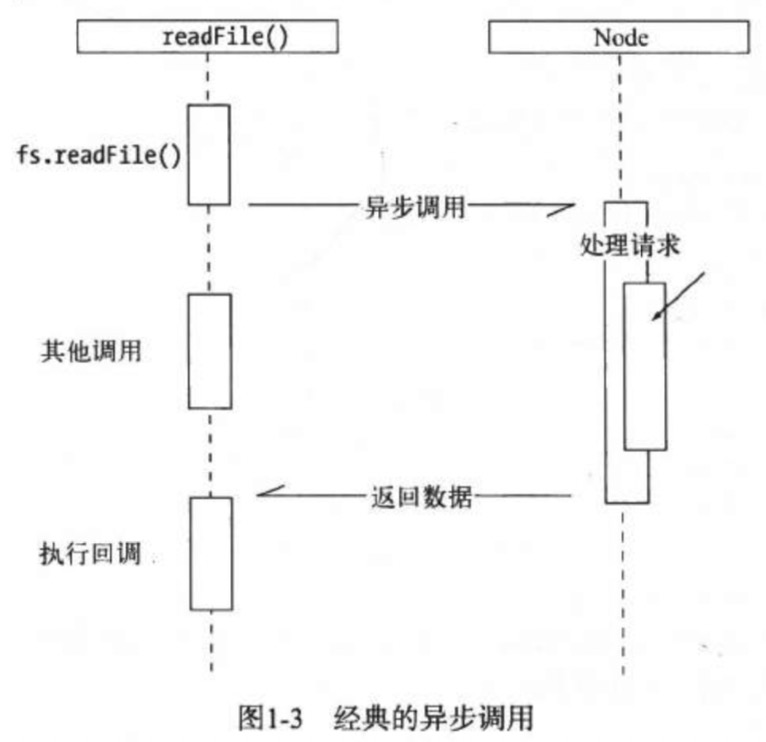 readFile()
Node
fs.readFile()
异步调用
处理请求
其他调用
返回数据
执行回调
图1-3 经典的异步调用